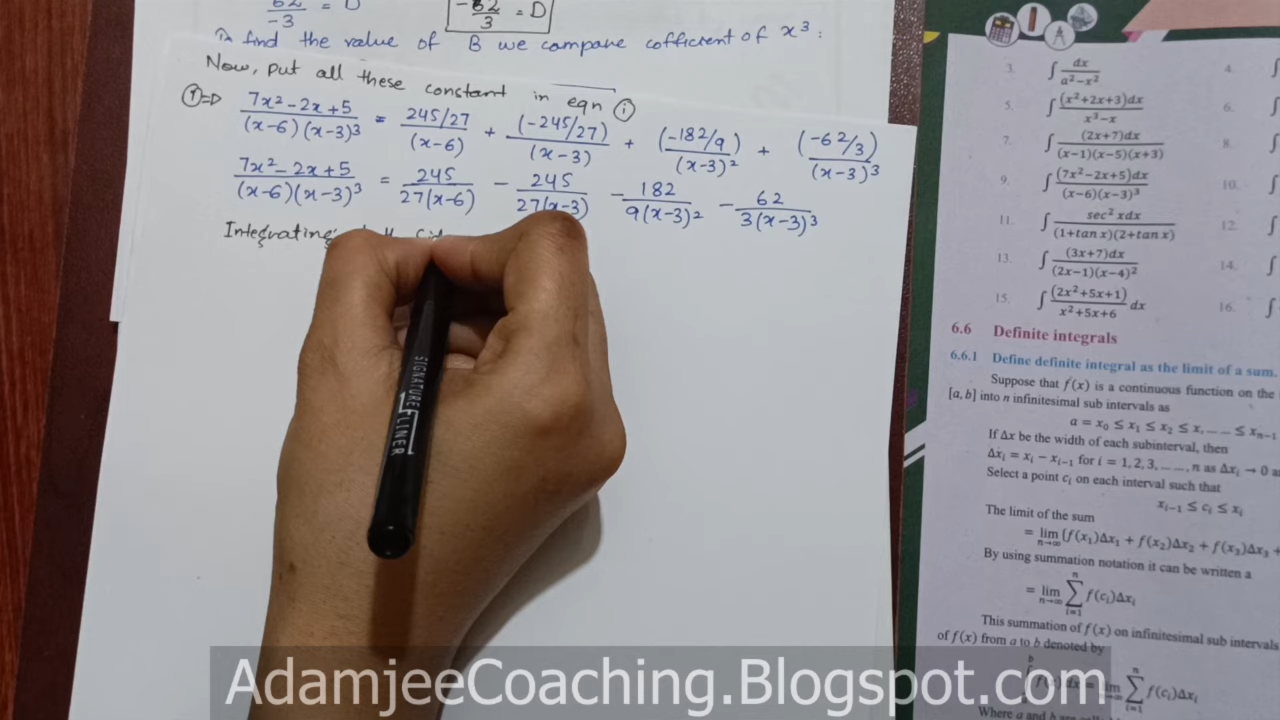 62/-3 = D   -62/3 = D
To find the value of B we compare cofficient of x³:
Now, put all these constant in eqn (i)
(i)⇒ 7x²-2x+5/(x-6)(x-3)³ = 245/27/(x-6) + (-245/27)/(x-3) + (-182/9)/(x-3)² + (-62/3)/(x-3)³
7x²-2x+5/(x-6)(x-3)³ = 245/27(x-6) - 245/27(x-3) - 182/9(x-3)² - 62/3(x-3)³
Integrating
SIGNATURE FLINER
3. ∫ dx/a²-x²   4. ∫
5. ∫ (x²+2x+3)dx/x³-x   6. ∫
7. ∫ (2x+7)dx/(x-1)(x-5)(x+3)   8. ∫
9. ∫ (7x²-2x+5)dx/(x-6)(x-3)³   10. ∫
11. ∫ sec² x dx/(1+tan x)(2+tan x)   12. ∫
13. ∫ (3x+7)dx/(2x-1)(x-4)²   14. ∫
15. ∫ (2x²+5x+1)/x²+5x+6 dx   16. ∫
6.6 Definite integrals
6.6.1 Define definite integral as the limit of a sum.
Suppose that f(x) is a continuous function on the
[a, b] into n infinitesimal sub intervals as
a = x₀ ≤ x₁ ≤ x₂ ≤ x, ... ... ≤ xₙ₋₁
If Δx be the width of each subinterval, then
Δxᵢ = xᵢ - xᵢ₋₁ for i = 1, 2, 3, ... ..., n as Δxᵢ → 0
Select a point cᵢ on each interval such that
xᵢ₋₁ ≤ cᵢ ≤ xᵢ
The limit of the sum
= lim n→∞ [f(x₁)Δx₁ + f(x₂)Δx₂ + f(x₃)Δx₃ +
By using summation notation it can be written a
= lim n→∞ ∑ⁿᵢ₌₁ f(cᵢ)Δxᵢ
This summation of f(x) on infinitesimal sub intervals
of f(x) from a to b denoted by
∑ⁿᵢ₌₁ f(cᵢ)Δxᵢ
AdamjeeCoaching.Blogspot.com